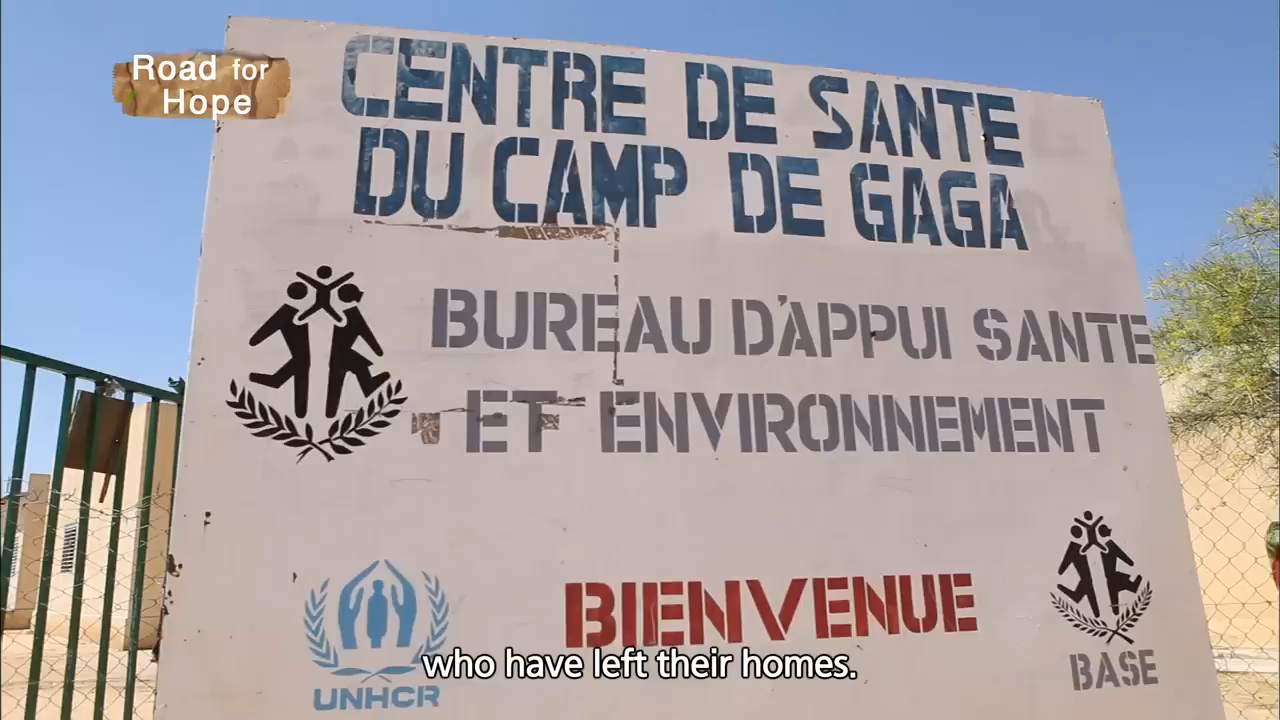 Road for
Hope
CENTRE DE SANTE
DU CAMP DE GAGA
BUREAU D'APPUI SANTE
ET ENVIRONNEMENT
BIENVENUE
UNHCR
BASE
who have left their homes.